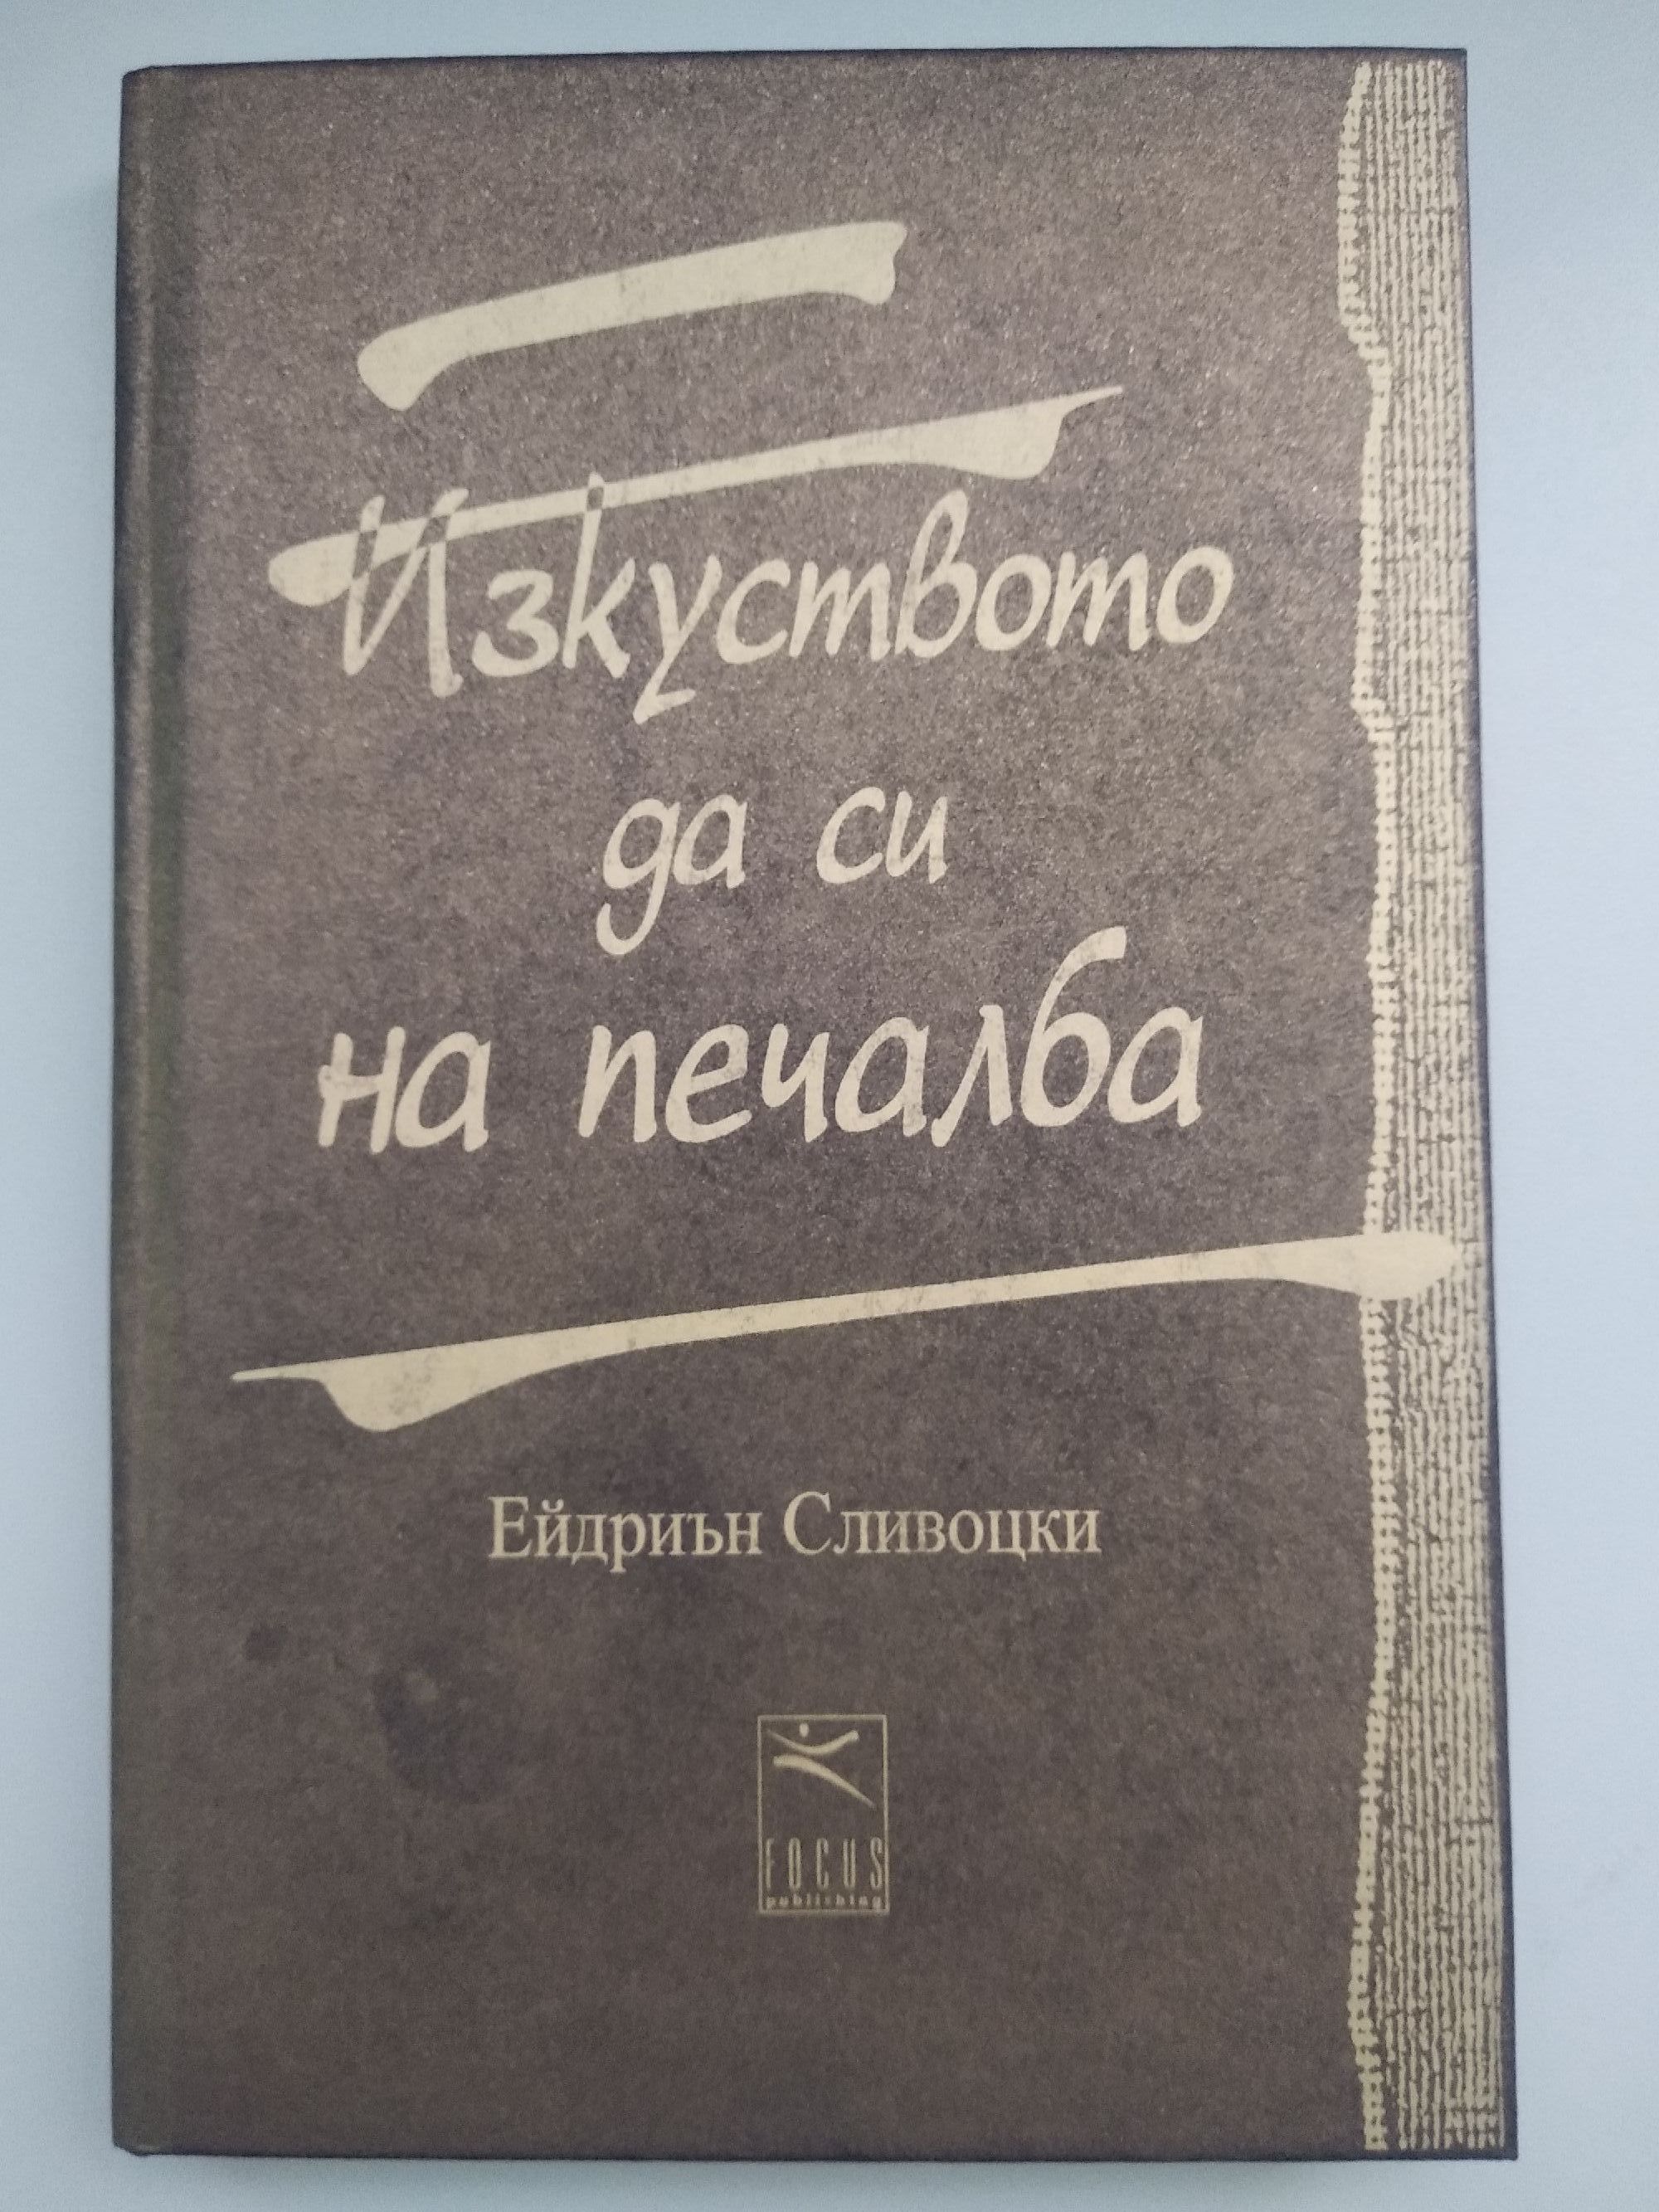 Изкуството
да си
на печалба
Ейдриън Сливоцки
FOCUS
publishing